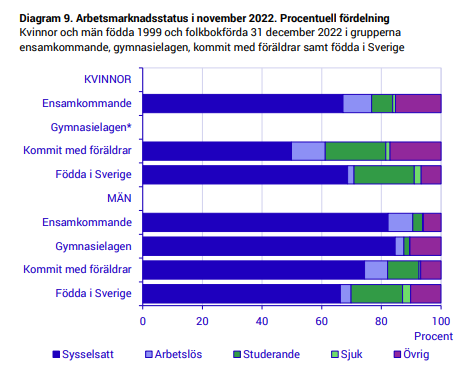 Diagram 9. Arbetsmarknadsstatus i november 2022. Procentuell fördelning
Kvinnor och män födda 1999 och folkbokförda 31 december 2022 i grupperna
ensamkommande, gymnasielagen, kommit med föräldrar samt födda i Sverige
KVINNOR
Ensamkommande
Gymnasielagen*
Kommit med föräldrar
Födda i Sverige
MÄN
Ensamkommande
Gymnasielagen
Kommit med föräldrar
Födda i Sverige
0 20 40 60 80 100
Procent
Sysselsatt Arbetslös Studerande Sjuk Övrig